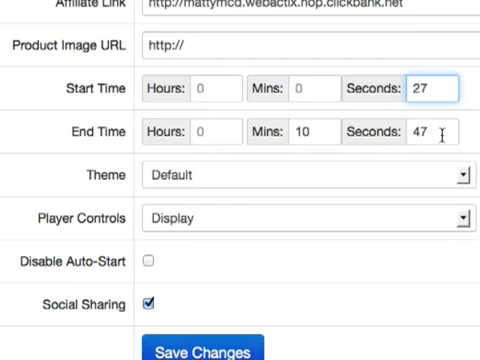 Affiliate Link http://mattymcd.webactix.hop.clickbank.net
Product Image URL http://
Start Time Hours: 0 Mins: 0 Seconds: 27
End Time Hours: 0 Mins: 10 Seconds: 47
Theme Default
Player Controls Display
Disable Auto-Start
Social Sharing
Save Changes